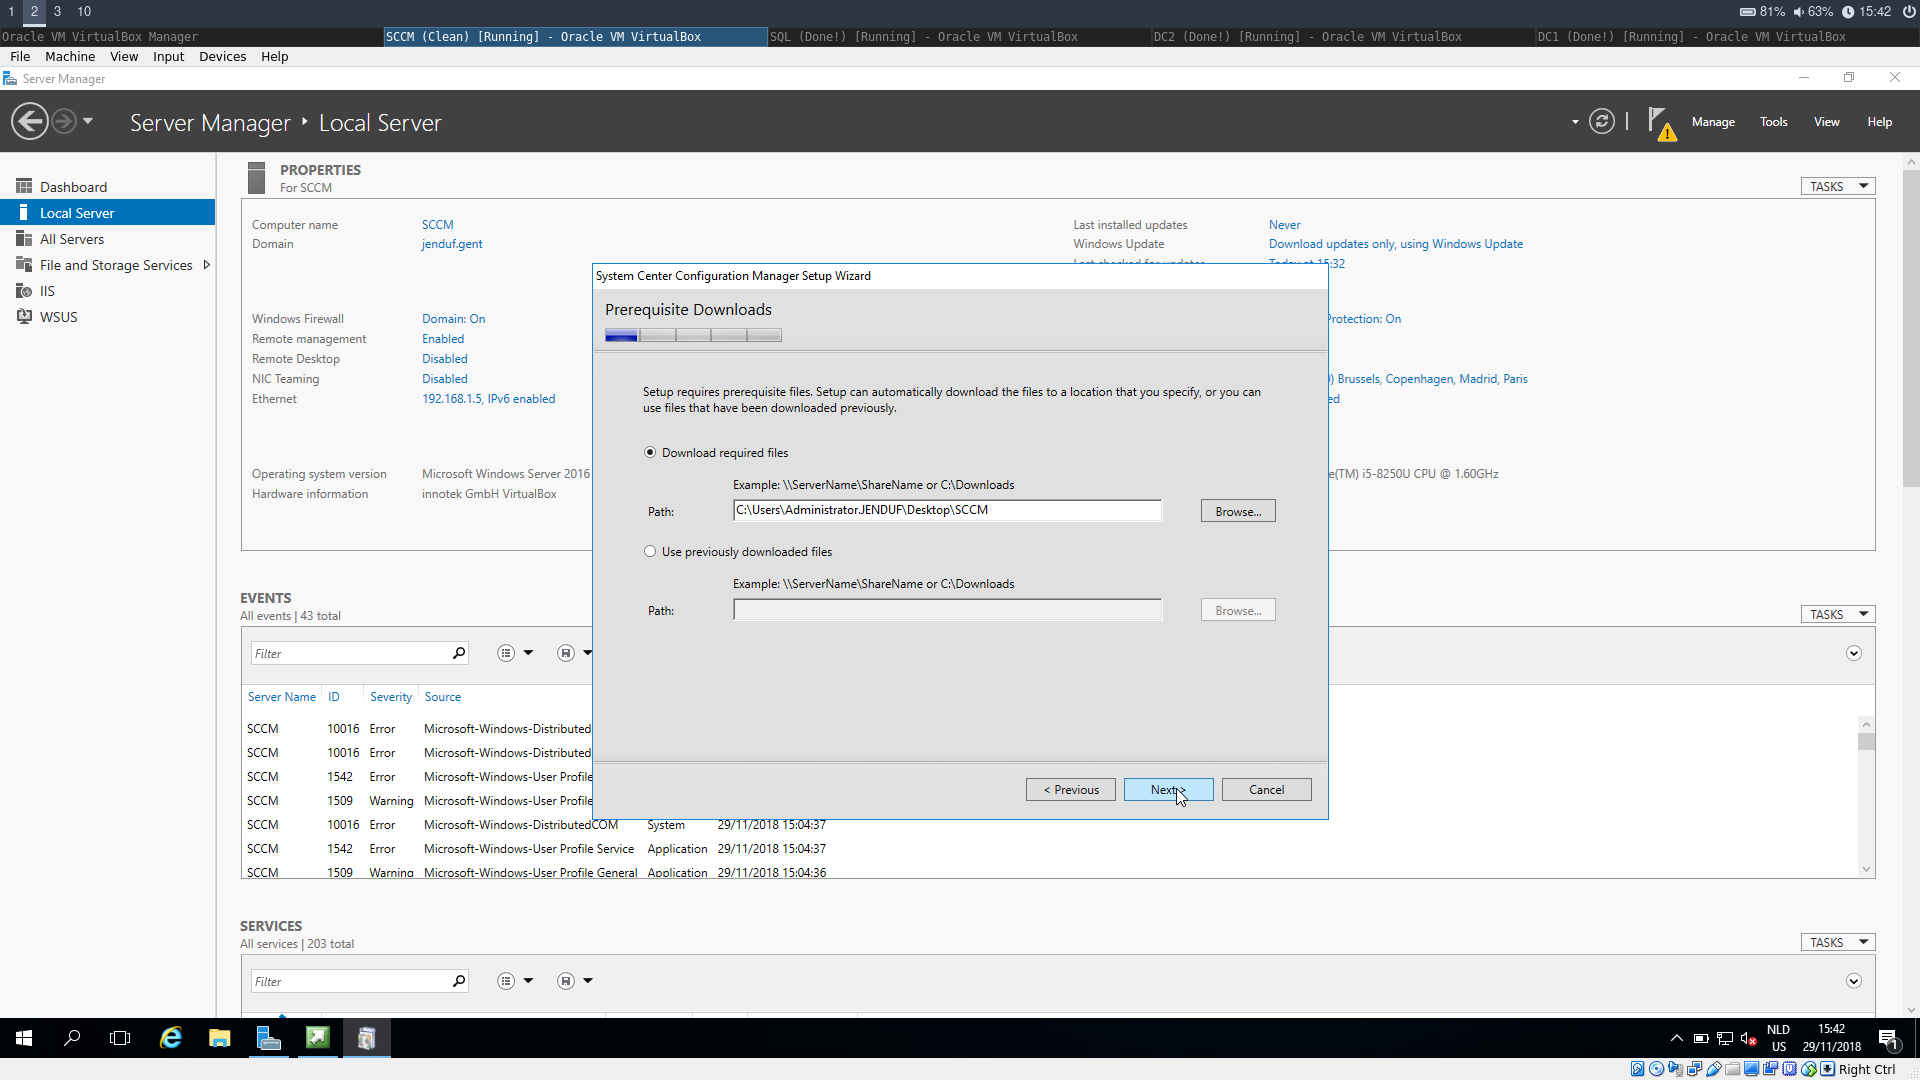 1 2 3 10
81% 63% 15:42
Oracle VM VirtualBox Manager
SCCM (Clean) [Running] - Oracle VM VirtualBox
SQL (Done!) [Running] - Oracle VM VirtualBox
DC2 (Done!) [Running] - Oracle VM VirtualBox
DC1 (Done!) [Running] - Oracle VM VirtualBox
File Machine View Input Devices Help
Server Manager
Server Manager Local Server
Manage Tools View Help
Dashboard
Local Server
All Servers
File and Storage Services
IIS
WSUS
PROPERTIES
For SCCM
TASKS
Computer name SCCM
Domain jenduf.gent
Last installed updates Never
Windows Update Download updates only, using Windows Update
Windows Firewall Domain: On
Remote management Enabled
Remote Desktop Disabled
NIC Teaming Disabled
Ethernet 192.168.1.5, IPv6 enabled
Protection: On
Brussels, Copenhagen, Madrid, Paris
Operating system version Microsoft Windows Server 2016
Hardware information innotek GmbH VirtualBox
(TM) i5-8250U CPU @ 1.60GHz
System Center Configuration Manager Setup Wizard
Prerequisite Downloads
Setup requires prerequisite files. Setup can automatically download the files to a location that you specify, or you can
use files that have been downloaded previously.
Download required files
Example: \\ServerName\ShareName or C:\Downloads
Path: C:\Users\Administrator.JENDUF\Desktop\SCCM Browse...
Use previously downloaded files
Example: \\ServerName\ShareName or C:\Downloads
Path: Browse...
< Previous Next > Cancel
EVENTS
All events | 43 total
TASKS
Filter
Server Name ID Severity Source
SCCM 10016 Error Microsoft-Windows-Distributed
SCCM 10016 Error Microsoft-Windows-Distributed
SCCM 1542 Error Microsoft-Windows-User Profile
SCCM 1509 Warning Microsoft-Windows-User Profile
SCCM 10016 Error Microsoft-Windows-DistributedCOM System 29/11/2018 15:04:37
SCCM 1542 Error Microsoft-Windows-User Profile Service Application 29/11/2018 15:04:37
SCCM 1509 Warning Microsoft-Windows-User Profile General Application 29/11/2018 15:04:36
SERVICES
All services | 203 total
TASKS
Filter
NLD
US
15:42
29/11/2018
1
Right Ctrl